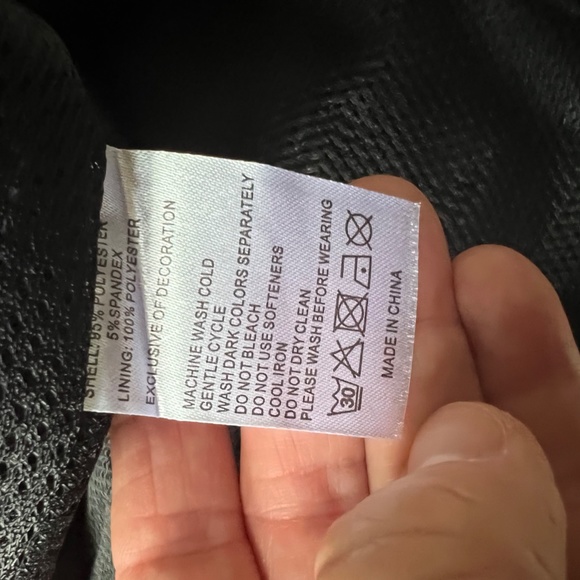 SHELL: 95% POLYESTER
5%SPANDEX
LINING: 100% POLYESTER
EXCLUSIVE OF DECORATION
MACHINE WASH COLD
GENTLE CYCLE
WASH DARK COLORS SEPARATELY
DO NOT BLEACH
DO NOT USE SOFTENERS
COOLIRON
DO NOT DRY CLEAN
PLEASE WASH BEFORE WEARING
30
MADE IN CHINA